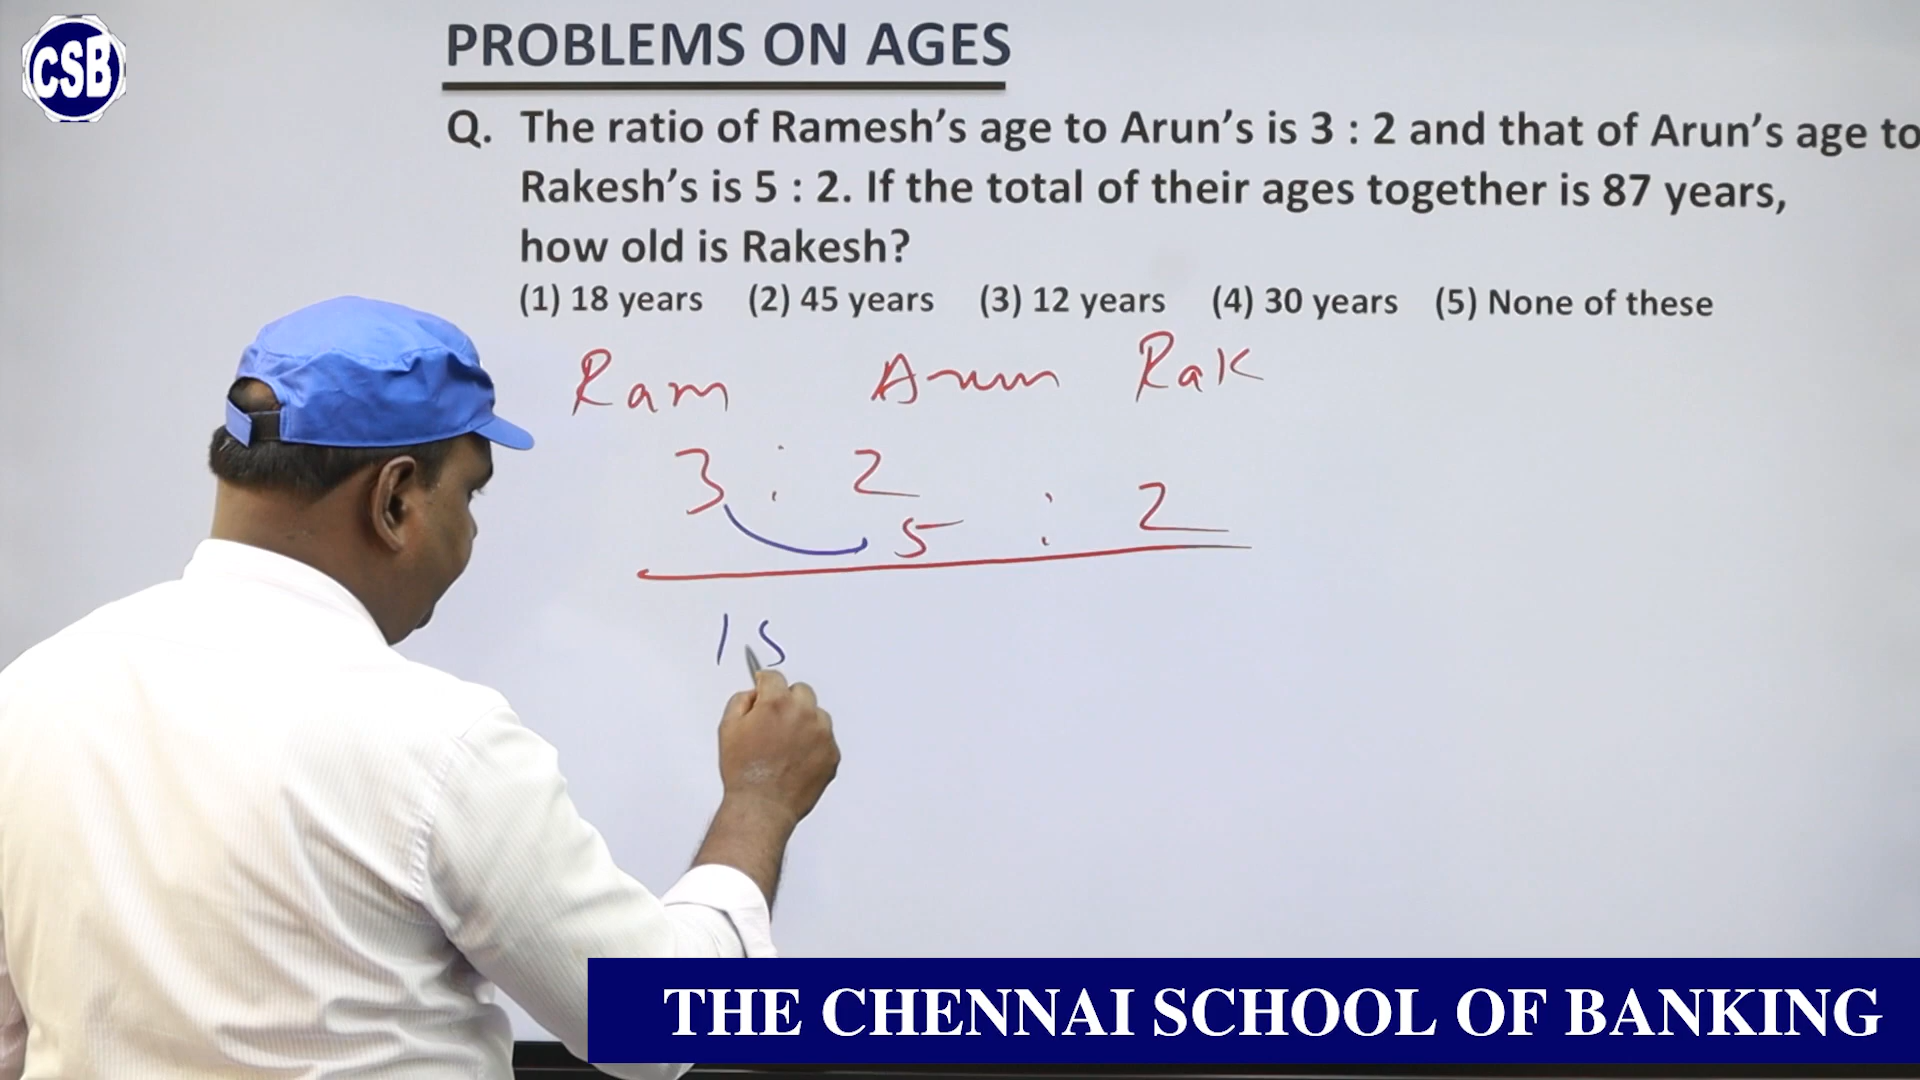 CSB
PROBLEMS ON AGES
Q. The ratio of Ramesh’s age to Arun’s is 3 : 2 and that of Arun’s age to
Rakesh’s is 5 : 2. If the total of their ages together is 87 years,
how old is Rakesh?
(1) 18 years (2) 45 years (3) 12 years (4) 30 years (5) None of these
Ram Arun Rak
3 : 2
5 : 2
15
THE CHENNAI SCHOOL OF BANKING